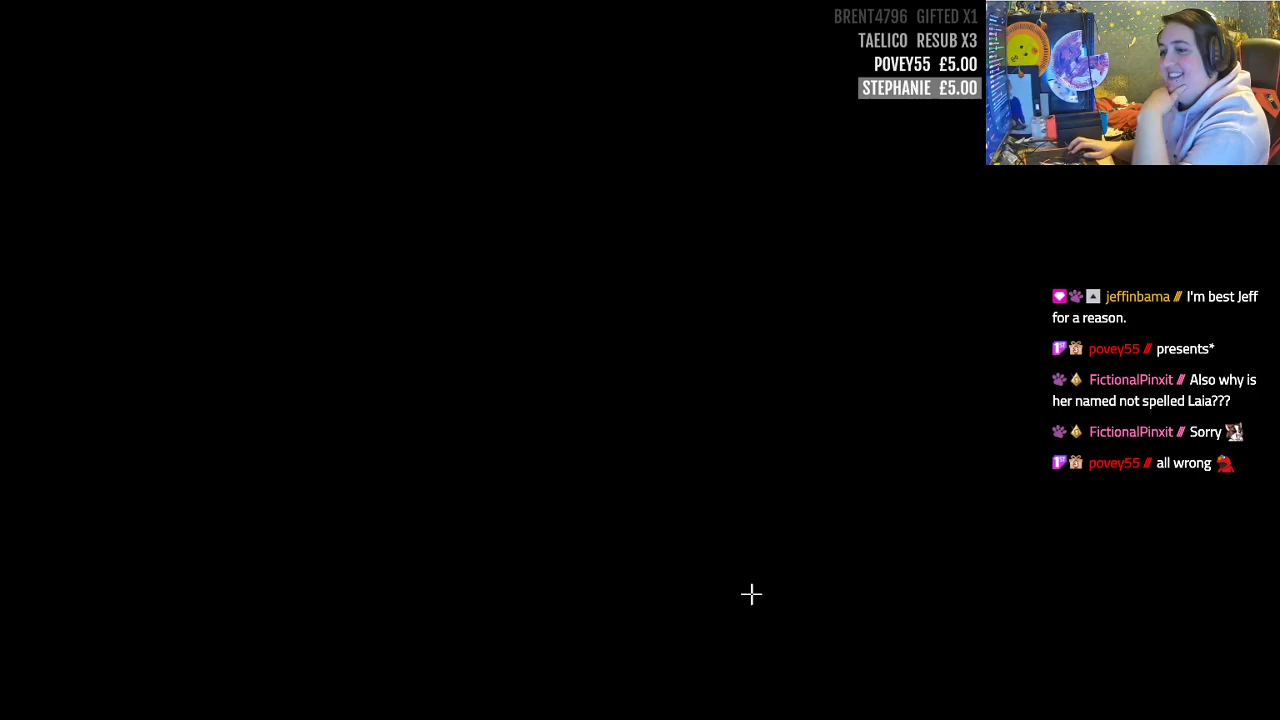 BRENT4796 GIFTED X1
TAELICO RESUB X3
POVEY55 £5.00
STEPHANIE £5.00
jeffinbama /// I'm best Jeff
for a reason.
povey55 /// presents*
FictionalPinxit /// Also why is
her named not spelled Laia???
FictionalPinxit /// Sorry
povey55 /// all wrong